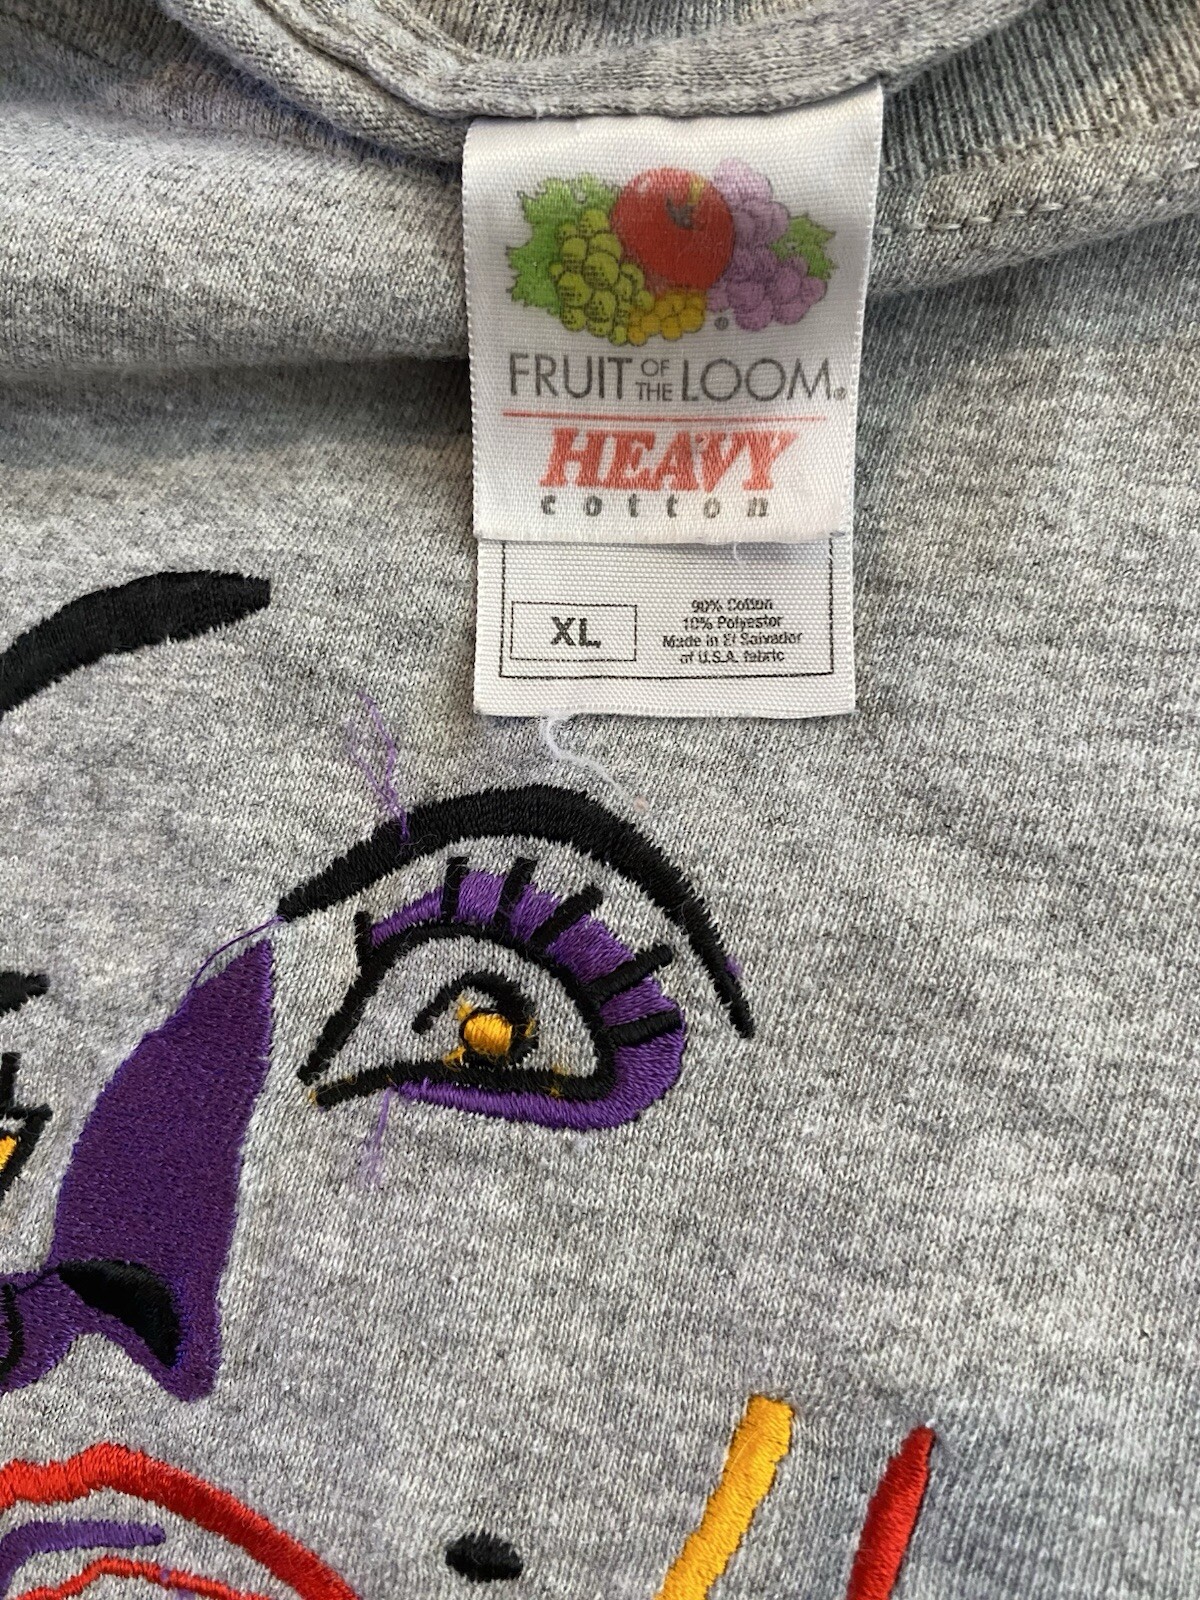 FRUIT OF THE LOOM®
HEAVY
cotton
XL
90% Cotton
10% Polyester
Made in El Salvador
of U.S.A. fabric